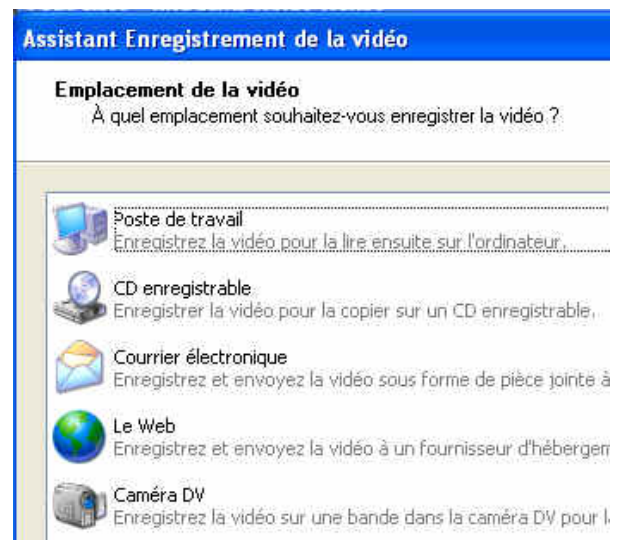 Assistant Enregistrement de la vidéo
Emplacement de la vidéo
À quel emplacement souhaitez-vous enregistrer la vidéo ?
Poste de travail
Enregistrez la vidéo pour la lire ensuite sur l'ordinateur.
CD enregistrable
Enregistrer la vidéo pour la copier sur un CD enregistrable.
Courrier électronique
Enregistrez et envoyez la vidéo sous forme de pièce jointe à
Le Web
Enregistrez et envoyez la vidéo à un fournisseur
Caméra DV
Enregistrez la vidéo sur une bande dans la caméra DV pour